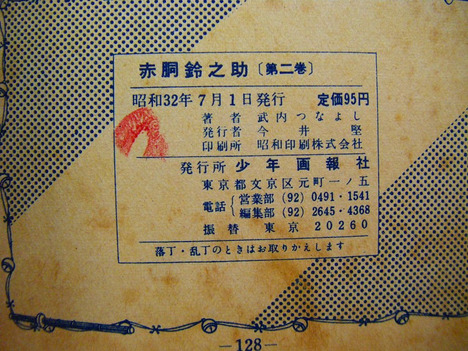 赤胴鈴之助〔第二巻〕
昭和32年7月1日発行 定価95円
著者 武内つなよし
発行者 今井堅
印刷所 昭和印刷株式会社
発行所 少年画報社
東京都文京区元町一ノ五
電話{営業部(92)0491・1541
編集部(92)2645・4368
振替 東京 20260
落丁・乱丁のときはお取りかえします
—128—